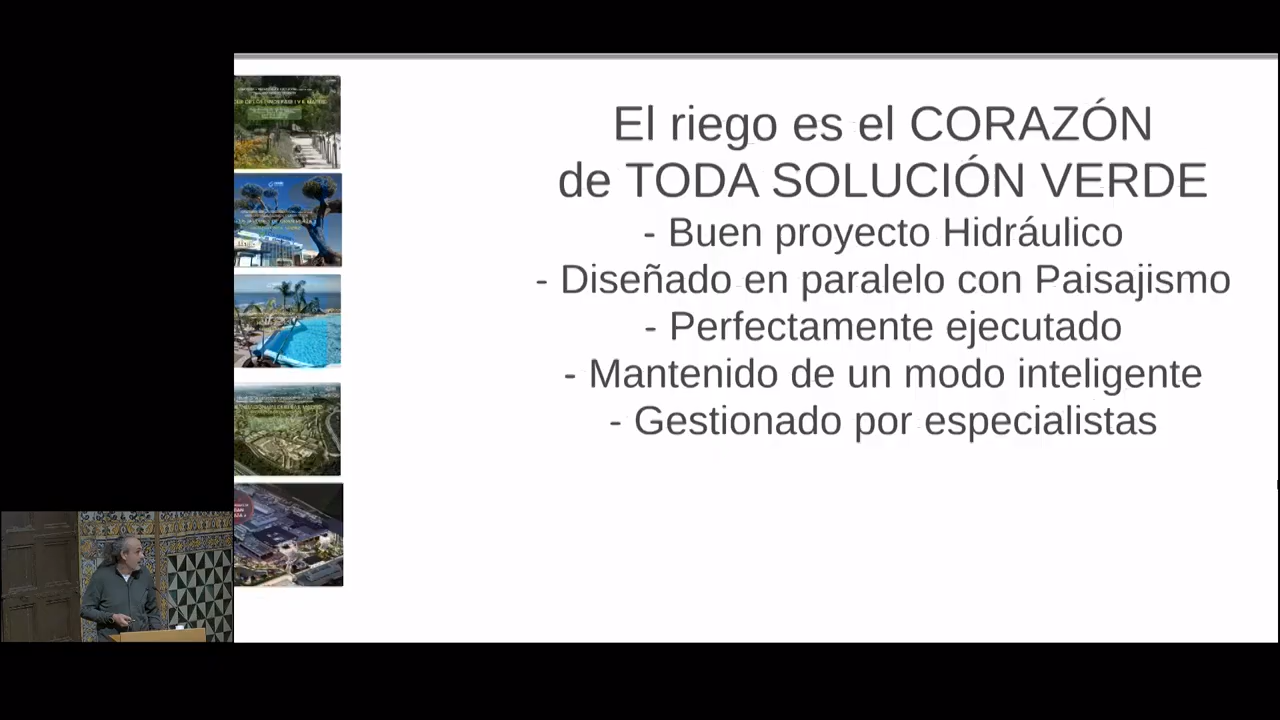 El riego es el CORAZÓN
de TODA SOLUCIÓN VERDE
- Buen proyecto Hidráulico
- Diseñado en paralelo con Paisajismo
- Perfectamente ejecutado
- Mantenido de un modo inteligente
- Gestionado por especialistas